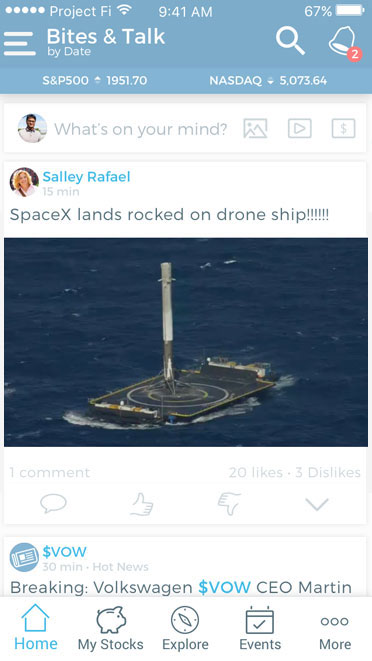 Project Fi 9:41 AM 67%
Bites & Talk
by Date
2
S&P500 1951.70 NASDAQ 5,073.64
What's on your mind? $
Salley Rafael
15 min
SpaceX lands rocked on drone ship!!!!!!
1 comment 20 likes · 3 Dislikes
$VOW
30 min · Hot News
Breaking: Volkswagen $VOW CEO Martin
Home My Stocks Explore Events More